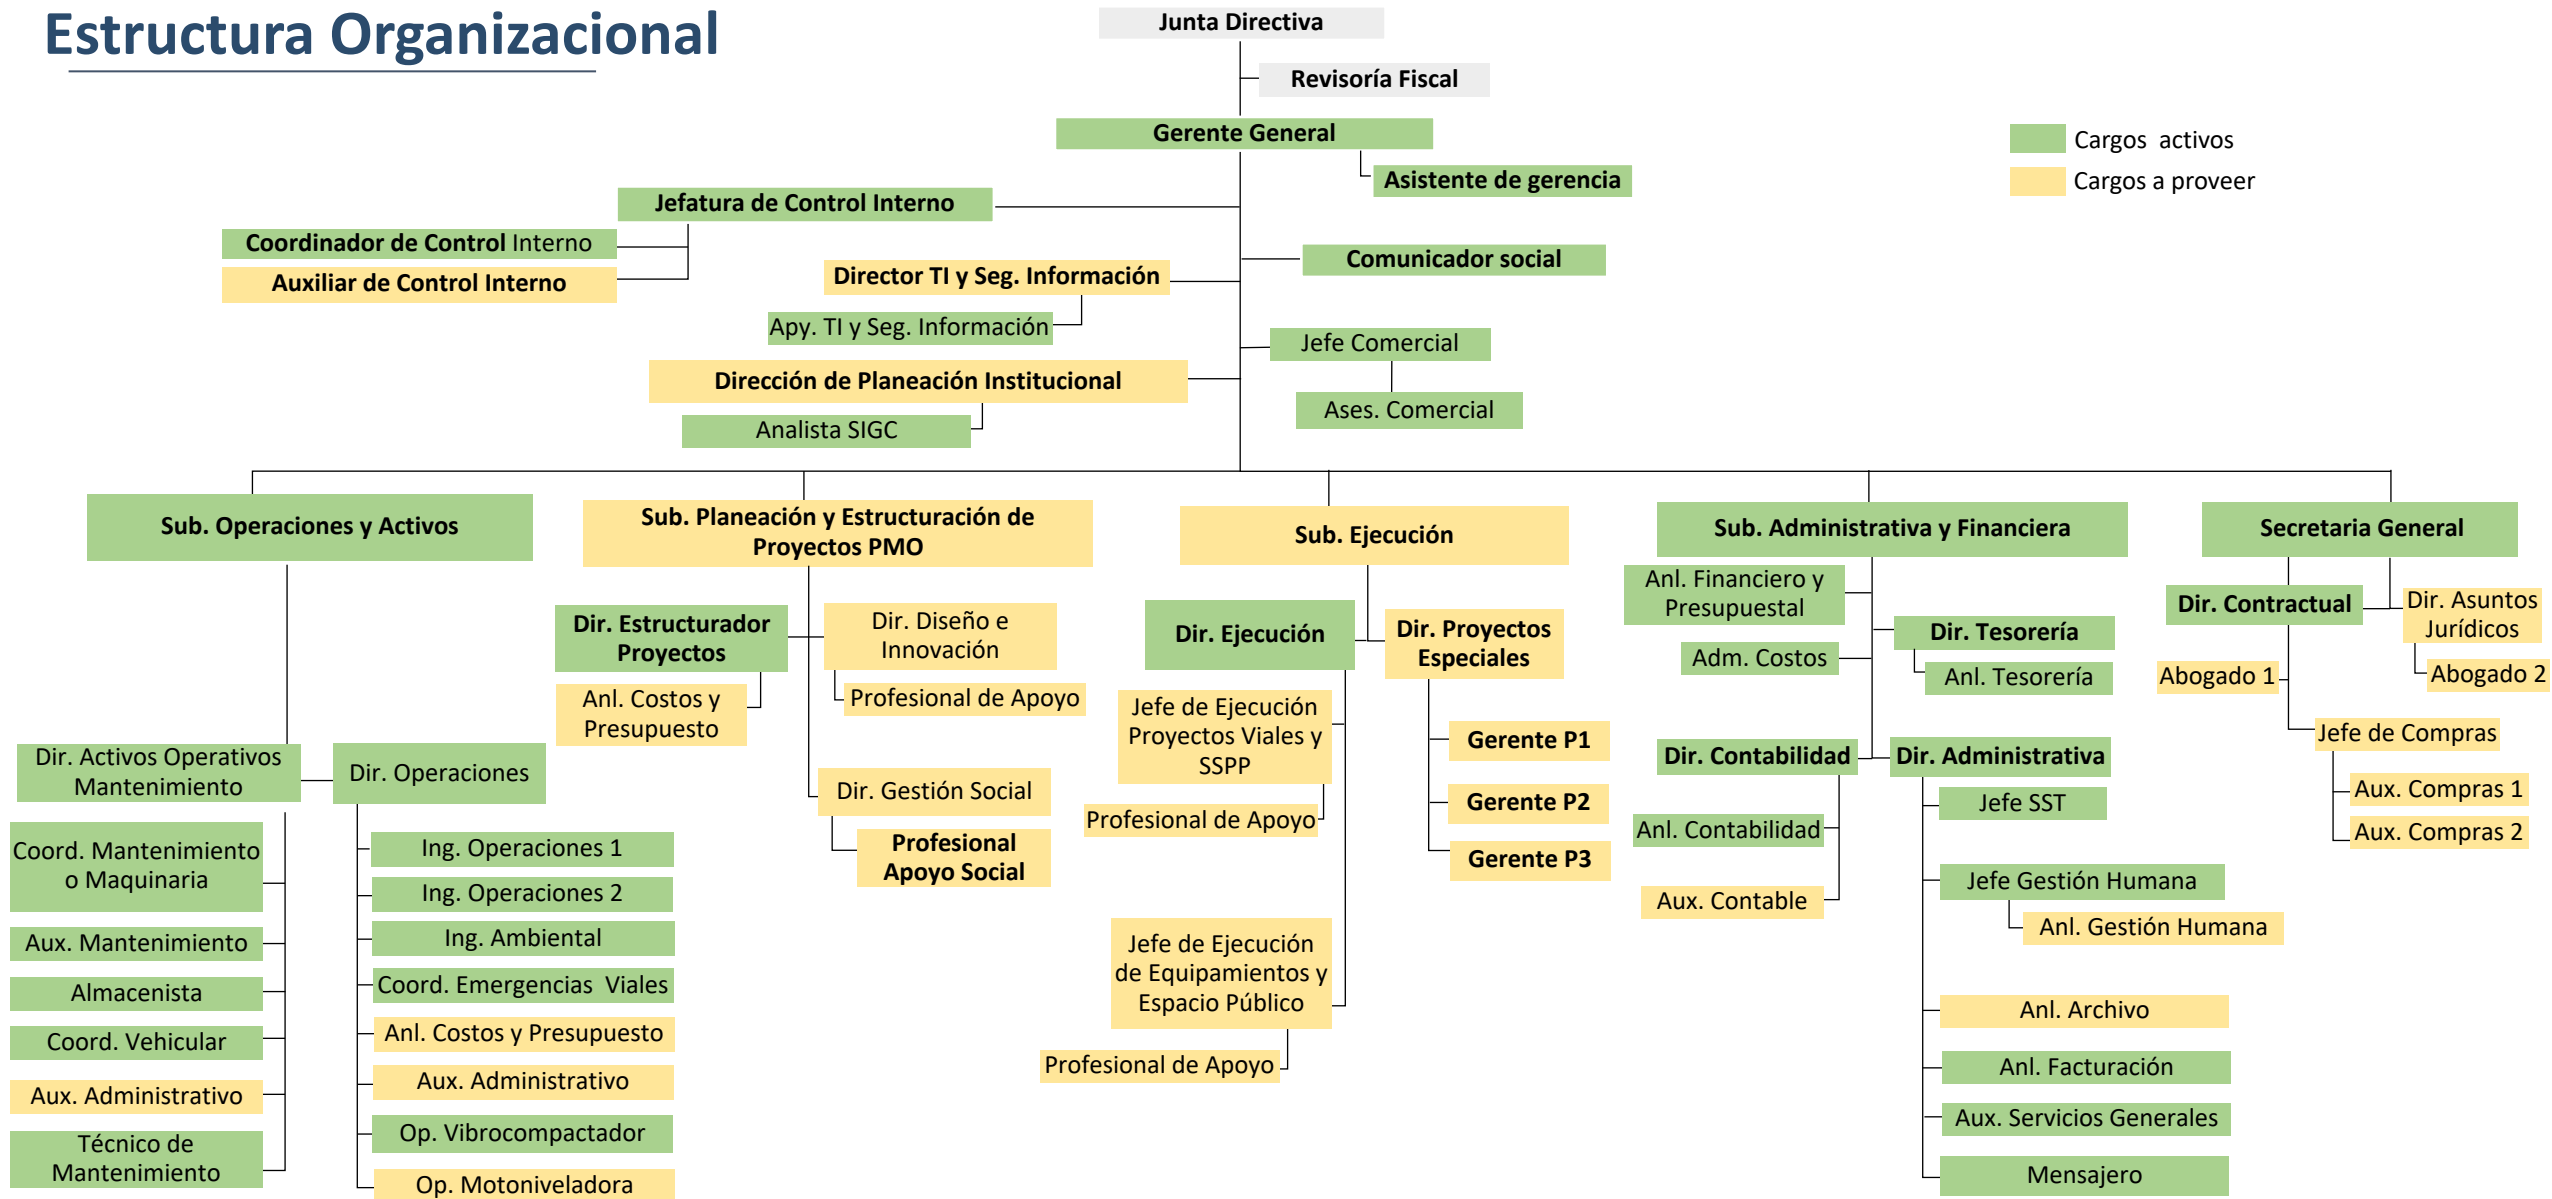 Estructura Organizacional
Junta Directiva
Revisoría Fiscal
Gerente General
Cargos  activos
Cargos a proveer
Asistente de gerencia
Jefatura de Control Interno
Coordinador de Control Interno
Auxiliar de Control Interno
Comunicador social
Director TI y Seg. Información
Apy. TI y Seg. Información
Jefe Comercial
Dirección de Planeación Institucional
Ases. Comercial
Analista SIGC
Sub. Operaciones y Activos
Dir. Activos Operativos
Mantenimiento
Coord. Mantenimiento
o Maquinaria
Aux. Mantenimiento
Almacenista
Coord. Vehicular
Aux. Administrativo
Técnico de
Mantenimiento
Dir. Operaciones
Ing. Operaciones 1
Ing. Operaciones 2
Ing. Ambiental
Coord. Emergencias  Viales
Anl. Costos y Presupuesto
Aux. Administrativo
Op. Vibrocompactador
Op. Motoniveladora
Sub. Planeación y Estructuración de
Proyectos PMO
Dir. Estructurador
Proyectos
Anl. Costos y
Presupuesto
Dir. Diseño e
Innovación
Profesional de Apoyo
Dir. Gestión Social
Profesional
Apoyo Social
Sub. Ejecución
Dir. Ejecución
Jefe de Ejecución
Proyectos Viales y
SSPP
Profesional de Apoyo
Jefe de Ejecución
de Equipamientos y
Espacio Público
Profesional de Apoyo
Dir. Proyectos
Especiales
Gerente P1
Gerente P2
Gerente P3
Sub. Administrativa y Financiera
Anl. Financiero y
Presupuestal
Adm. Costos
Dir. Tesorería
Anl. Tesorería
Dir. Contabilidad
Anl. Contabilidad
Aux. Contable
Dir. Administrativa
Jefe SST
Jefe Gestión Humana
Anl. Gestión Humana
Anl. Archivo
Anl. Facturación
Aux. Servicios Generales
Mensajero
Secretaria General
Dir. Contractual
Abogado 1
Jefe de Compras
Aux. Compras 1
Aux. Compras 2
Dir. Asuntos
Jurídicos
Abogado 2